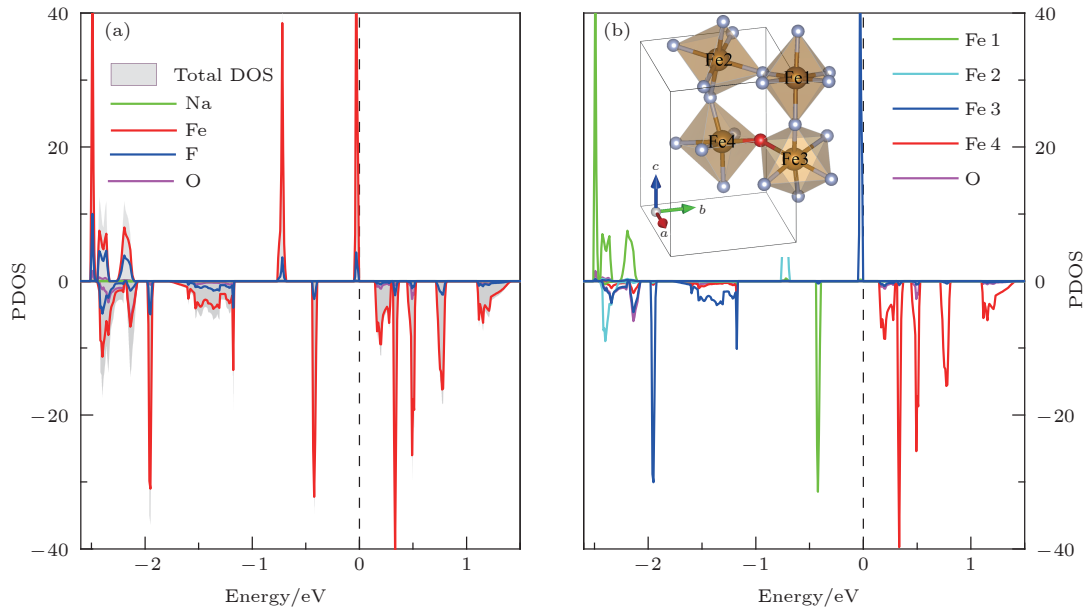 (a)
Total DOS
Na
Fe
F
O
40
20
0
−20
−40
PDOS
−2
−1
0
1
Energy/eV
(b)
Fe2
Fe1
Fe4
Fe3
c
b
a
Fe 1
Fe 2
Fe 3
Fe 4
O
40
20
0
−20
−40
PDOS
−2
−1
0
1
Energy/eV